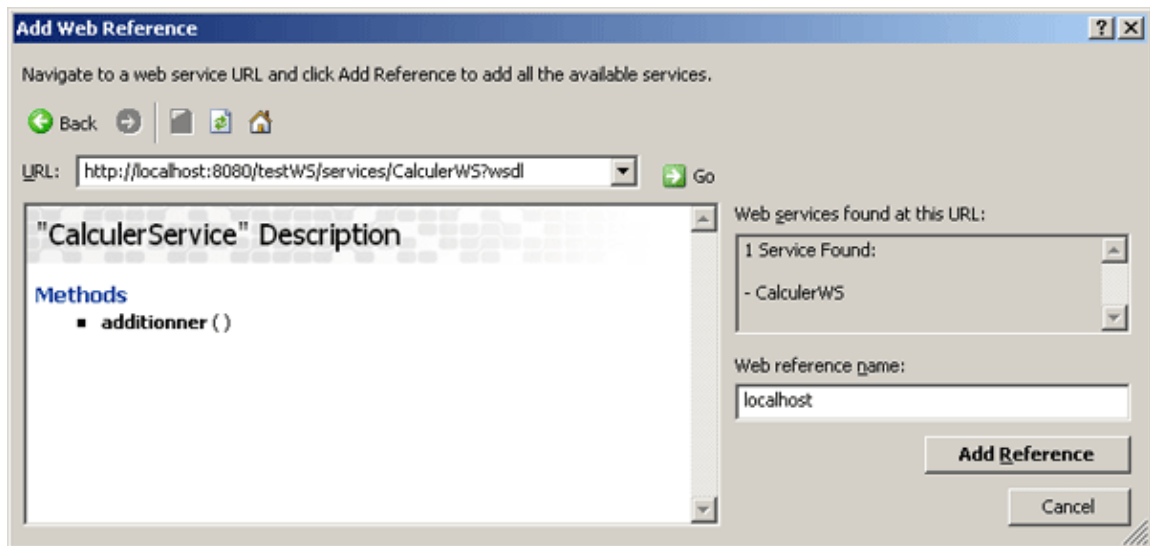 Add Web Reference
Navigate to a web service URL and click Add Reference to add all the available services.
Back
URL: http://localhost:8080/testWS/services/CalculerWS?wsdl Go
"CalculerService" Description
Methods
additionner ()
Web services found at this URL:
1 Service Found:
- CalculerWS
Web reference name:
localhost
Add Reference
Cancel